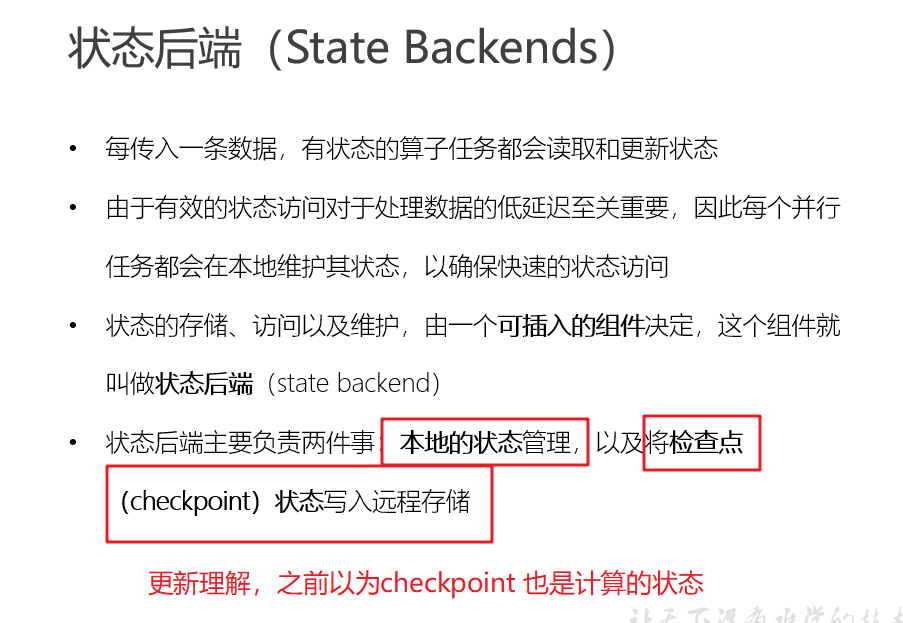 状态后端（State Backends）
• 每传入一条数据，有状态的算子任务都会读取和更新状态
• 由于有效的状态访问对于处理数据的低延迟至关重要，因此每个并行
任务都会在本地维护其状态，以确保快速的状态访问
• 状态的存储、访问以及维护，由一个可插入的组件决定，这个组件就
叫做状态后端（state backend）
• 状态后端主要负责两件事：本地的状态管理，以及将检查点
（checkpoint）状态写入远程存储
更新理解，之前以为checkpoint 也是计算的状态